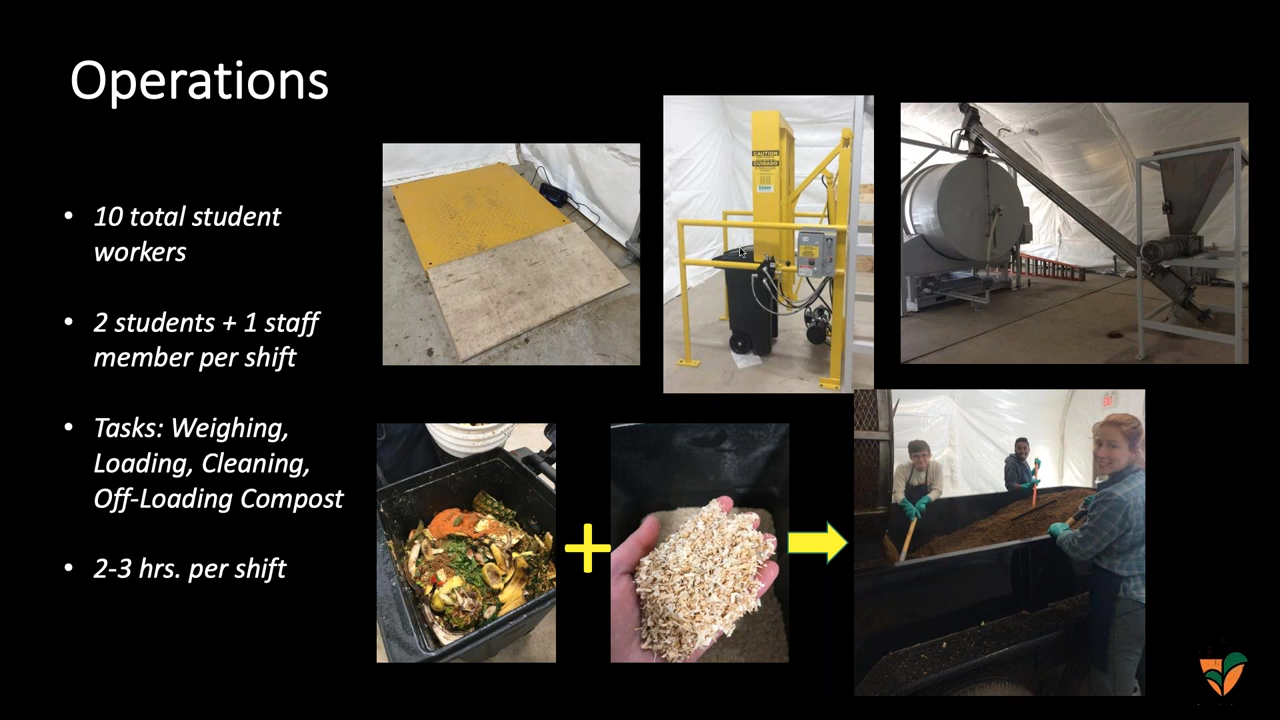 Operations
• 10 total student
workers
• 2 students + 1 staff
member per shift
• Tasks: Weighing,
Loading, Cleaning,
Off-Loading Compost
• 2-3 hrs. per shift
CAUTION
CUIDADO
EXIT